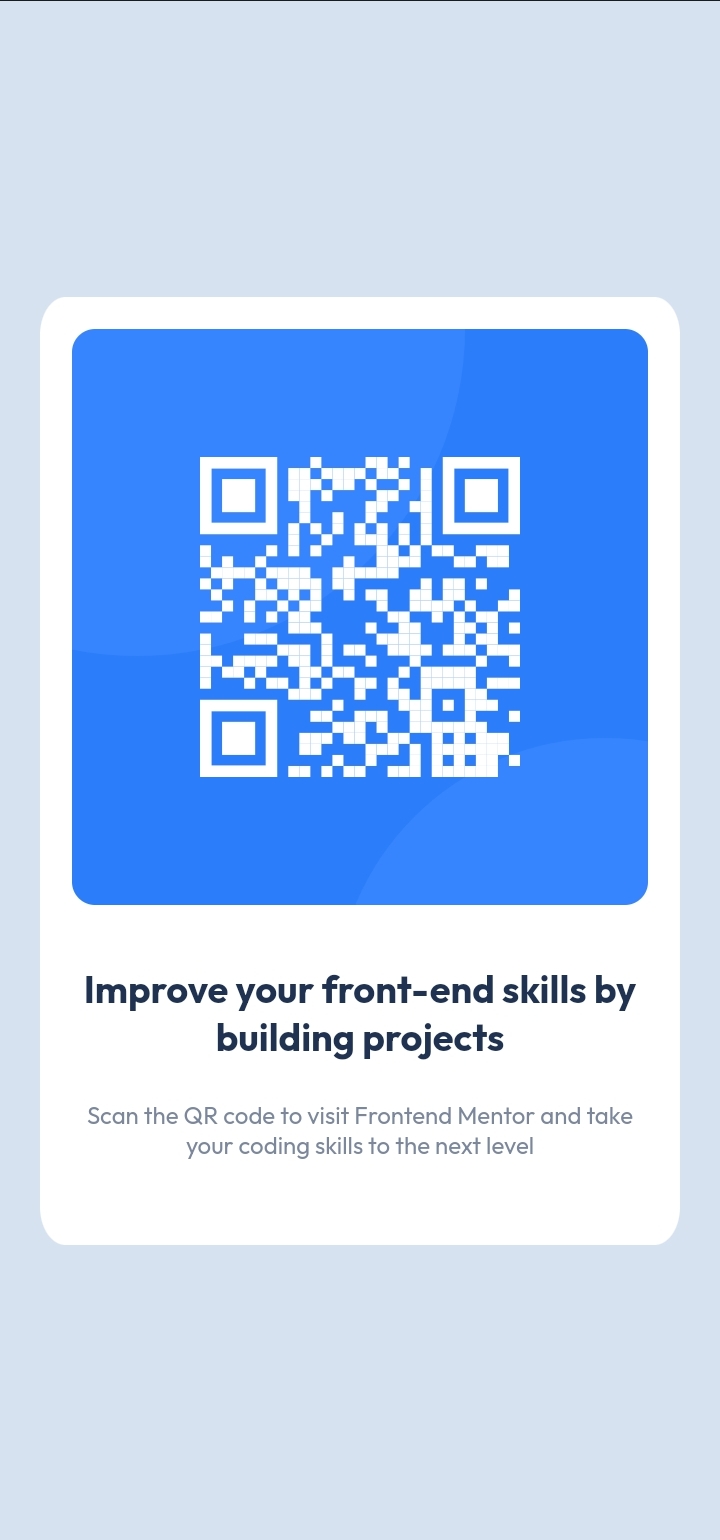 Improve your front-end skills by
building projects
Scan the QR code to visit Frontend Mentor and take
your coding skills to the next level